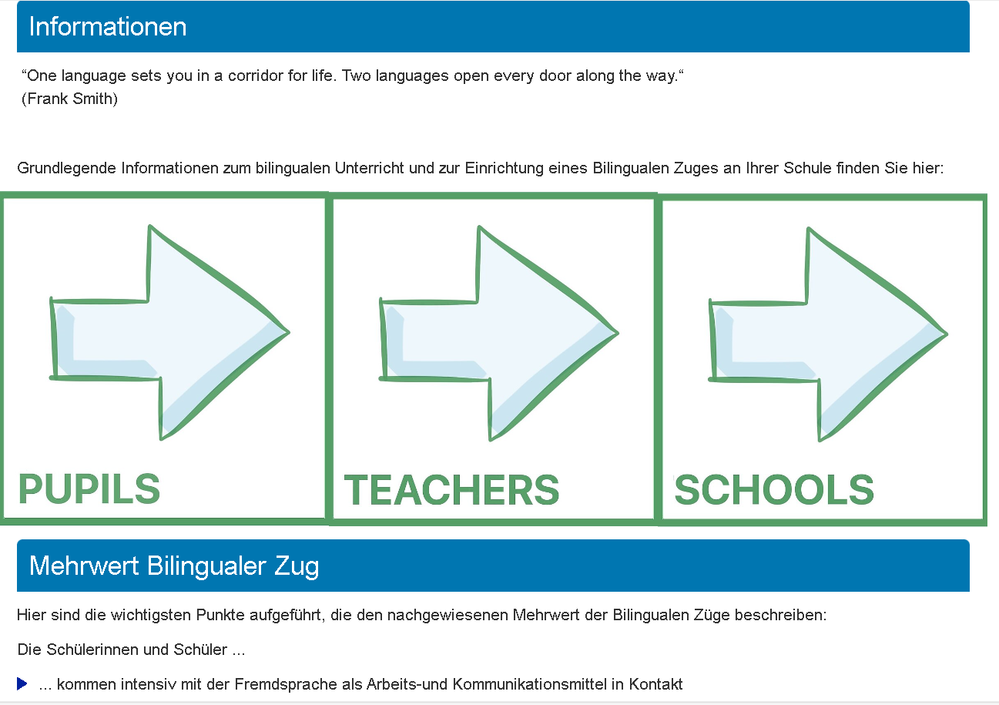 Informationen
“One language sets you in a corridor for life. Two languages open every door along the way.“
(Frank Smith)
Grundlegende Informationen zum bilingualen Unterricht und zur Einrichtung eines Bilingualen Zuges an Ihrer Schule finden Sie hier:
PUPILS
TEACHERS
SCHOOLS
Mehrwert Bilingualer Zug
Hier sind die wichtigsten Punkte aufgeführt, die den nachgewiesenen Mehrwert der Bilingualen Züge beschreiben:
Die Schülerinnen und Schüler ...
... kommen intensiv mit der Fremdsprache als Arbeits-und Kommunikationsmittel in Kontakt